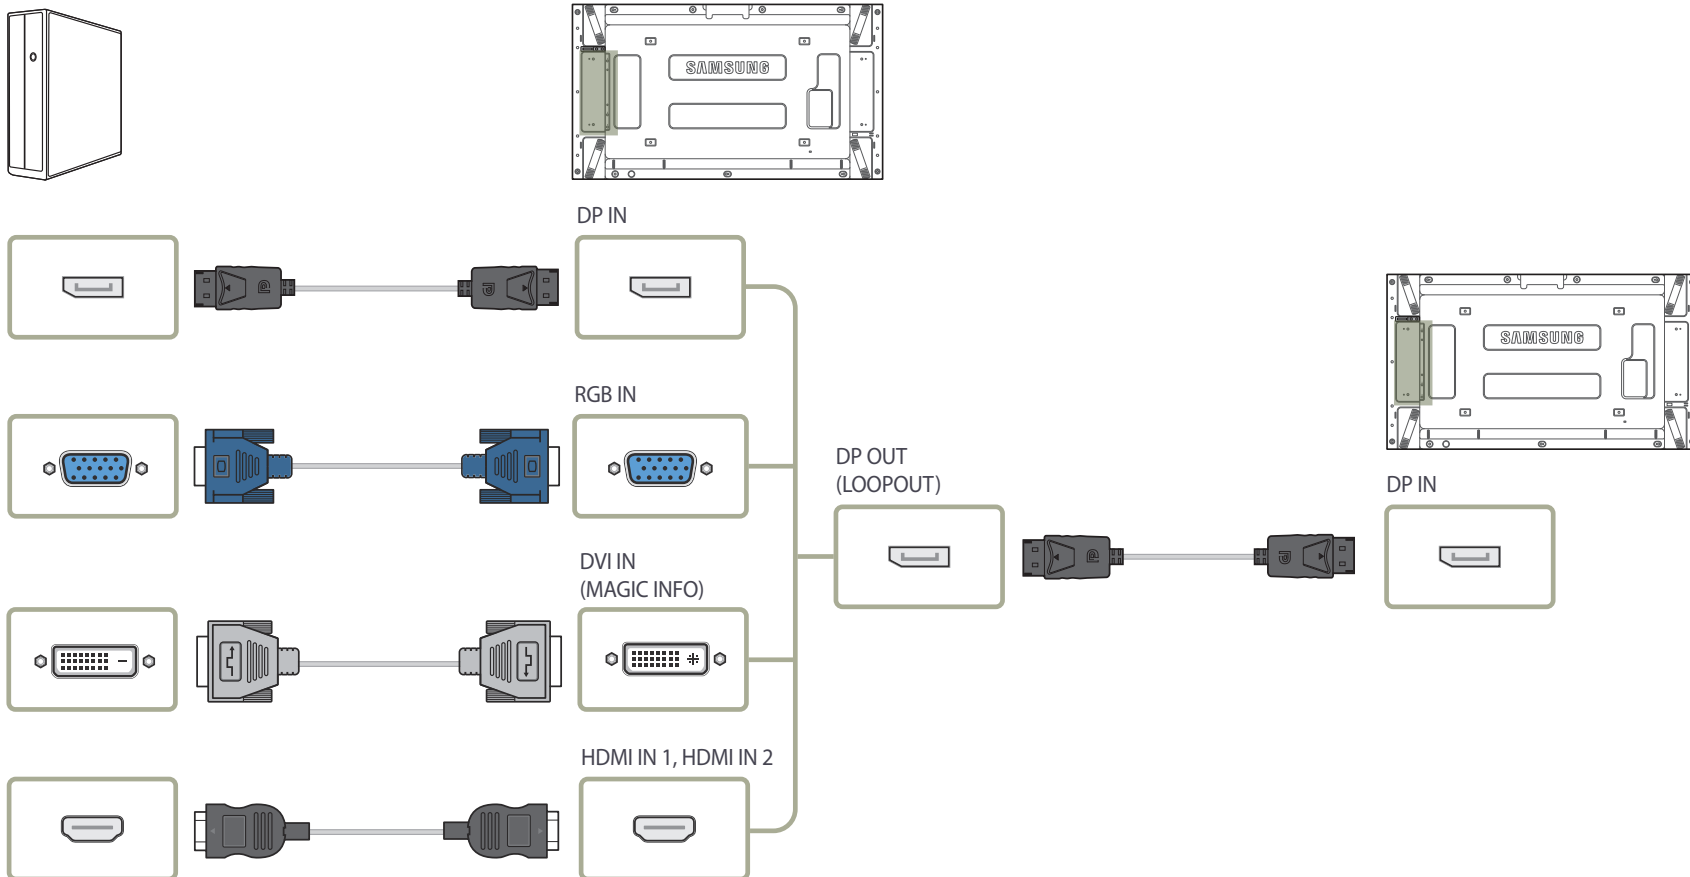 SAMSUNG
DP IN
RGB IN
DVI IN
(MAGIC INFO)
HDMI IN 1, HDMI IN 2
DP OUT
(LOOPOUT)
SAMSUNG
DP IN